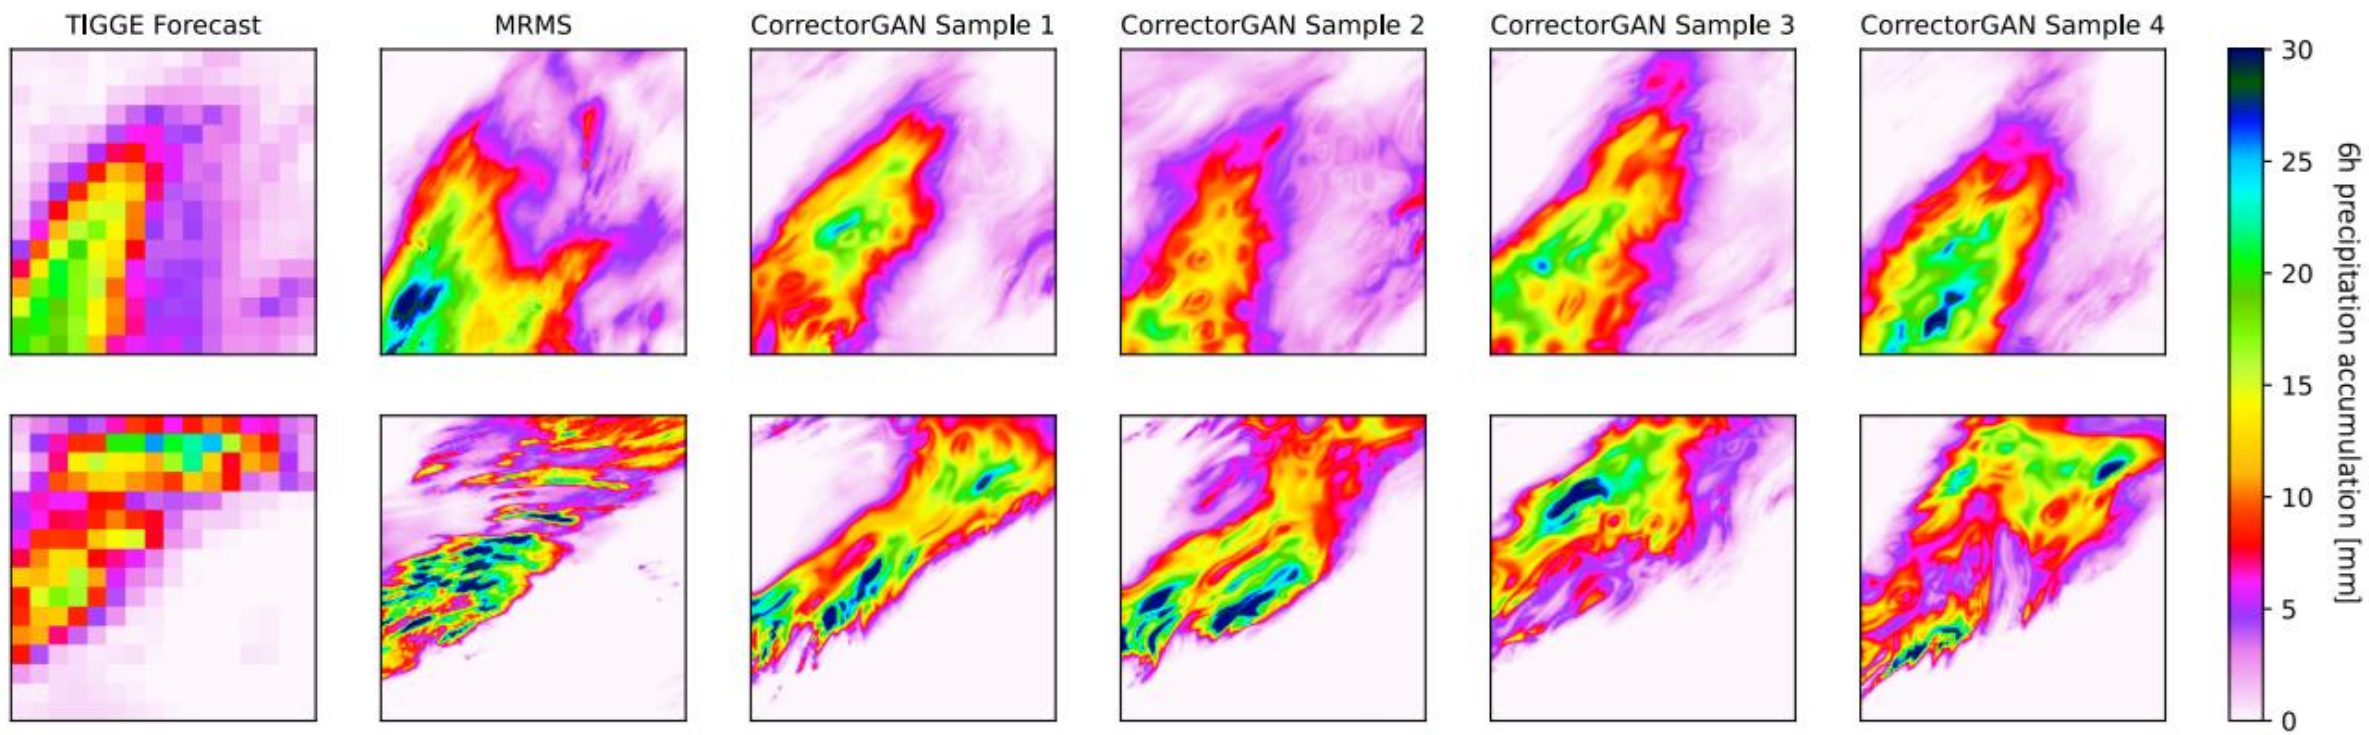 TIGGE Forecast
MRMS
CorrectorGAN Sample 1
CorrectorGAN Sample 2
CorrectorGAN Sample 3
CorrectorGAN Sample 4
30
25
20
15
10
5
0
6h precipitation accumulation [mm]